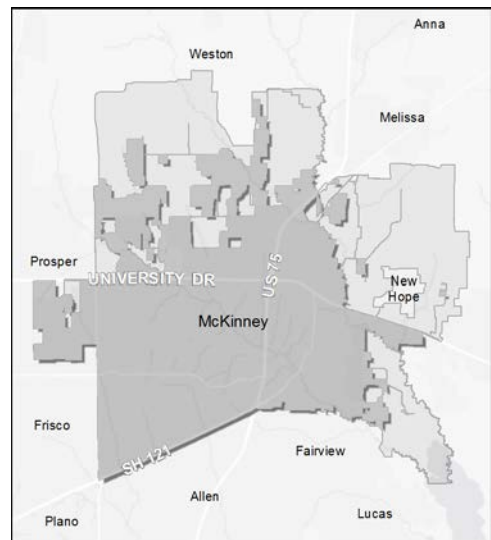 Anna
Weston
Melissa
Prosper
UNIVERSITY DR
US 75
New
Hope
McKinney
Frisco
SH 121
Fairview
Allen
Lucas
Plano